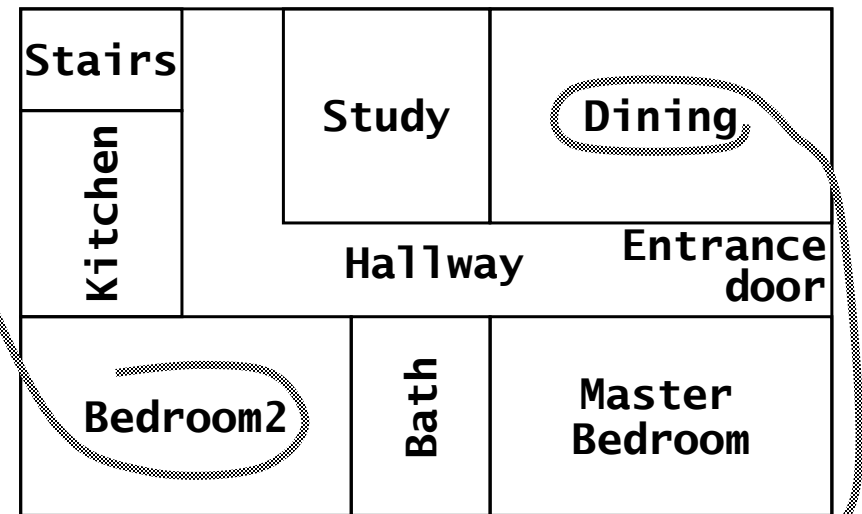 Stairs
Kitchen
Study
Dining
Hallway
Entrance
door
Bedroom2
Bath
Master
Bedroom